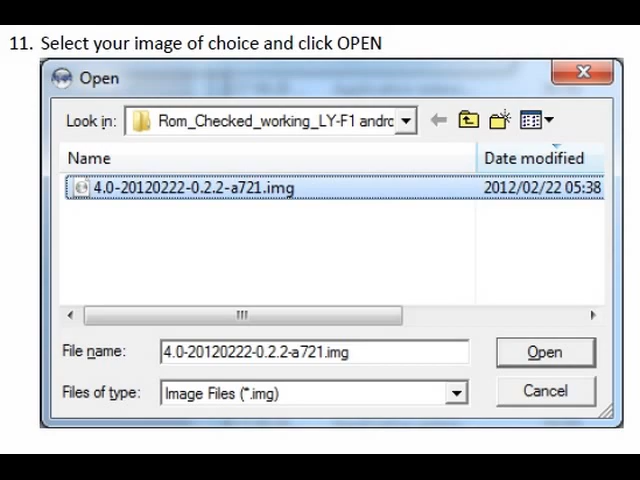 11. Select your image of choice and click OPEN
Open
Look in: Rom_Checked_working_LY-F1 andrc
Name Date modified
4.0-20120222-0.2.2-a721.img 2012/02/22 05:38
File name: 4.0-20120222-0.2.2-a721.img Open
Files of type: Image Files (*.img) Cancel